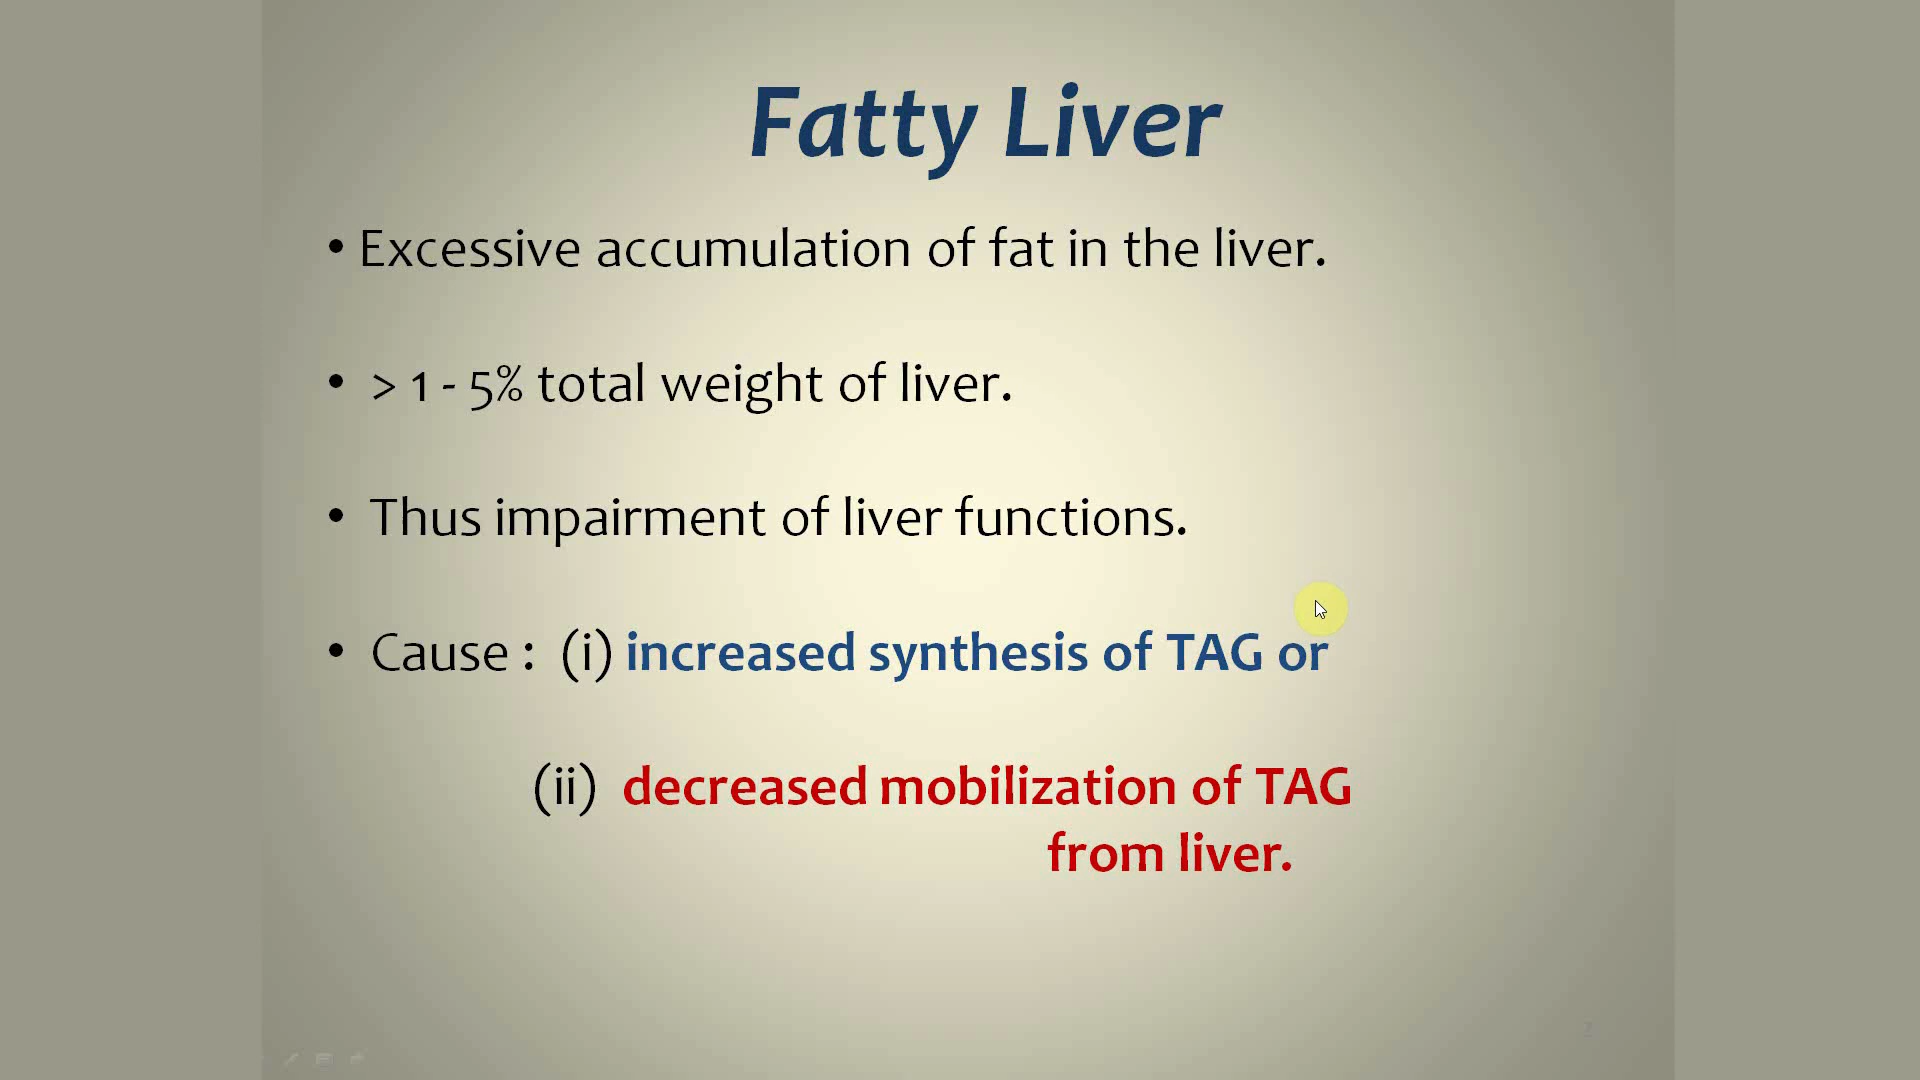 Fatty Liver
• Excessive accumulation of fat in the liver.
• > 1 - 5% total weight of liver.
• Thus impairment of liver functions.
• Cause : (i) increased synthesis of TAG or
(ii) decreased mobilization of TAG
from liver.
2